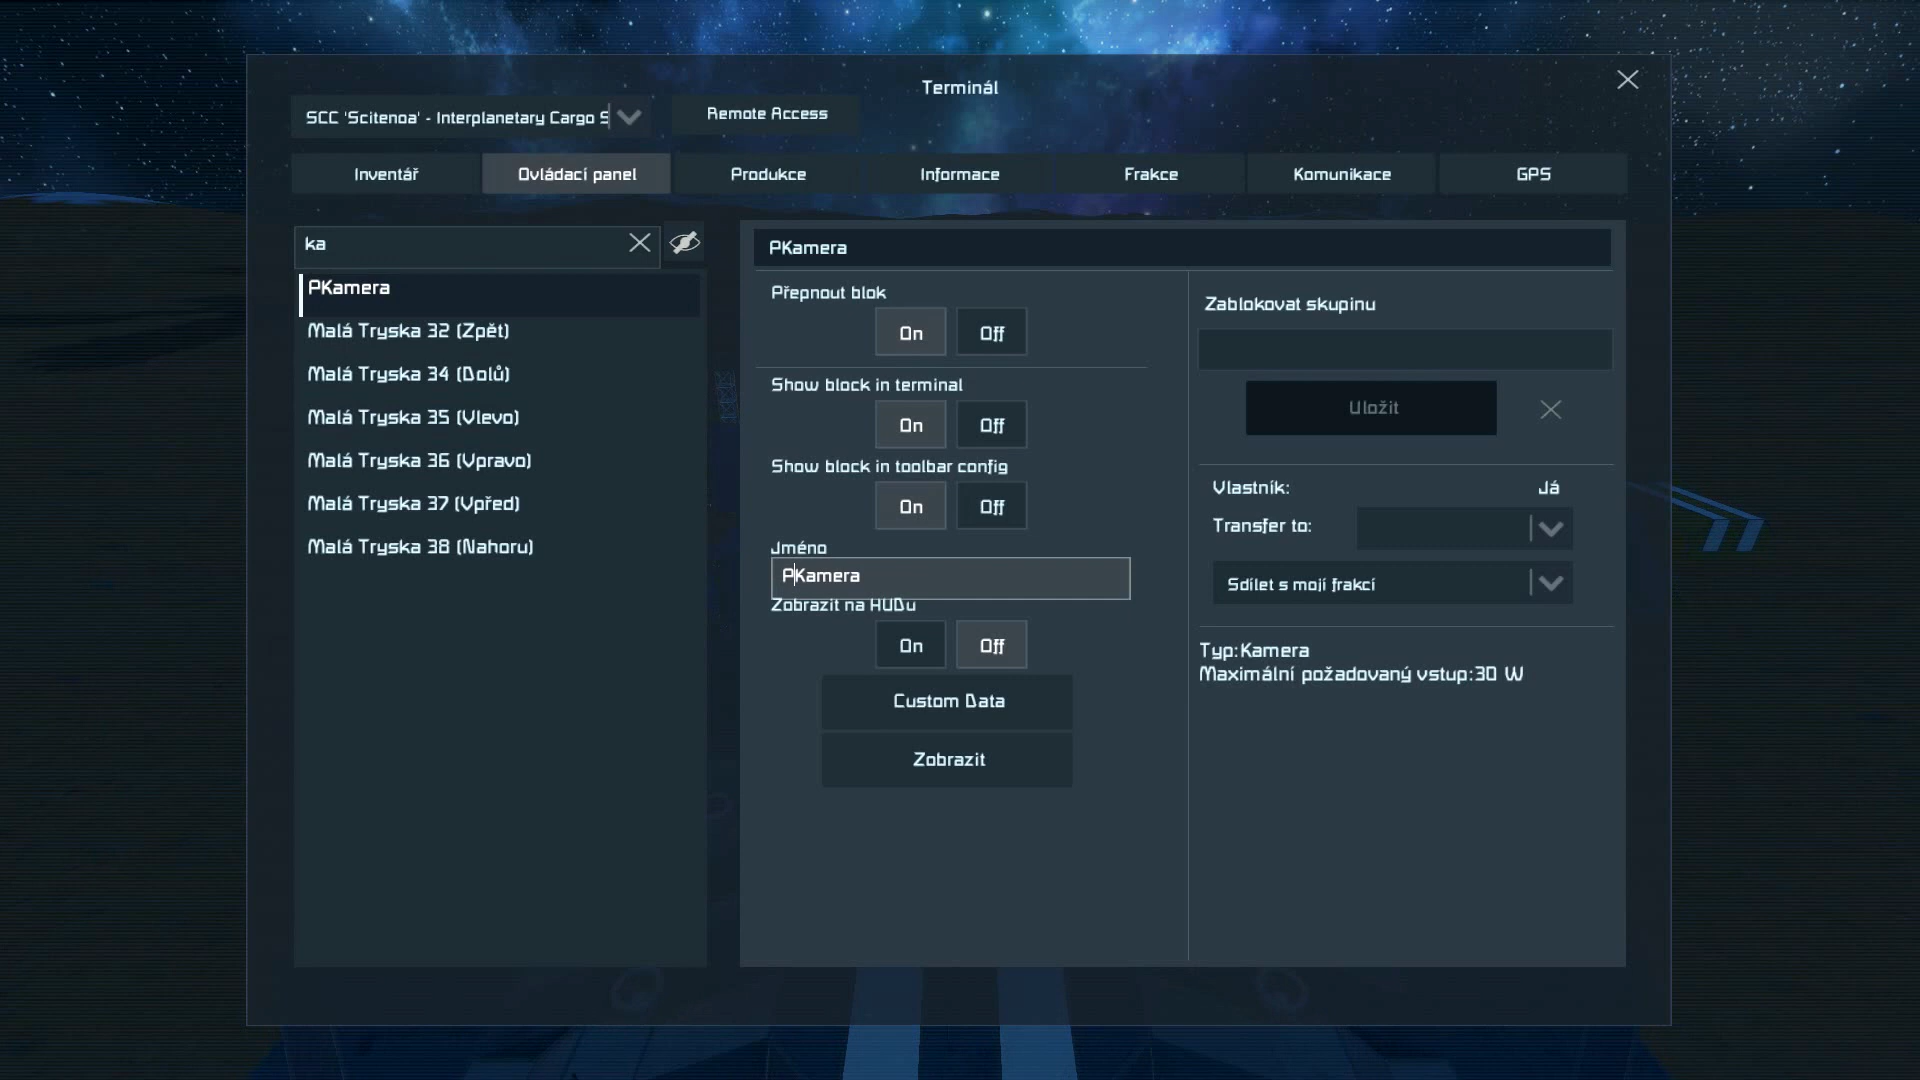 Terminál
SCC 'Scitenoa' - Interplanetary Cargo S
Remote Access
Inventář
Ovládací panel
Produkce
Informace
Frakce
Komunikace
GPS
ka
PKamera
Malá Tryska 32 (Zpět)
Malá Tryska 34 (Dolů)
Malá Tryska 35 (Vlevo)
Malá Tryska 36 (Vpravo)
Malá Tryska 37 (Vpřed)
Malá Tryska 38 (Nahoru)
PKamera
Přepnout blok
On Off
Show block in terminal
On Off
Show block in toolbar config
On Off
Jméno
PKamera
Zobrazit na HUDu
On Off
Custom Data
Zobrazit
Zablokovat skupinu
Uložit
Vlastník: Já
Transfer to:
Sdílet s mojí frakcí
Typ:Kamera
Maximální požadovaný vstup:30 W